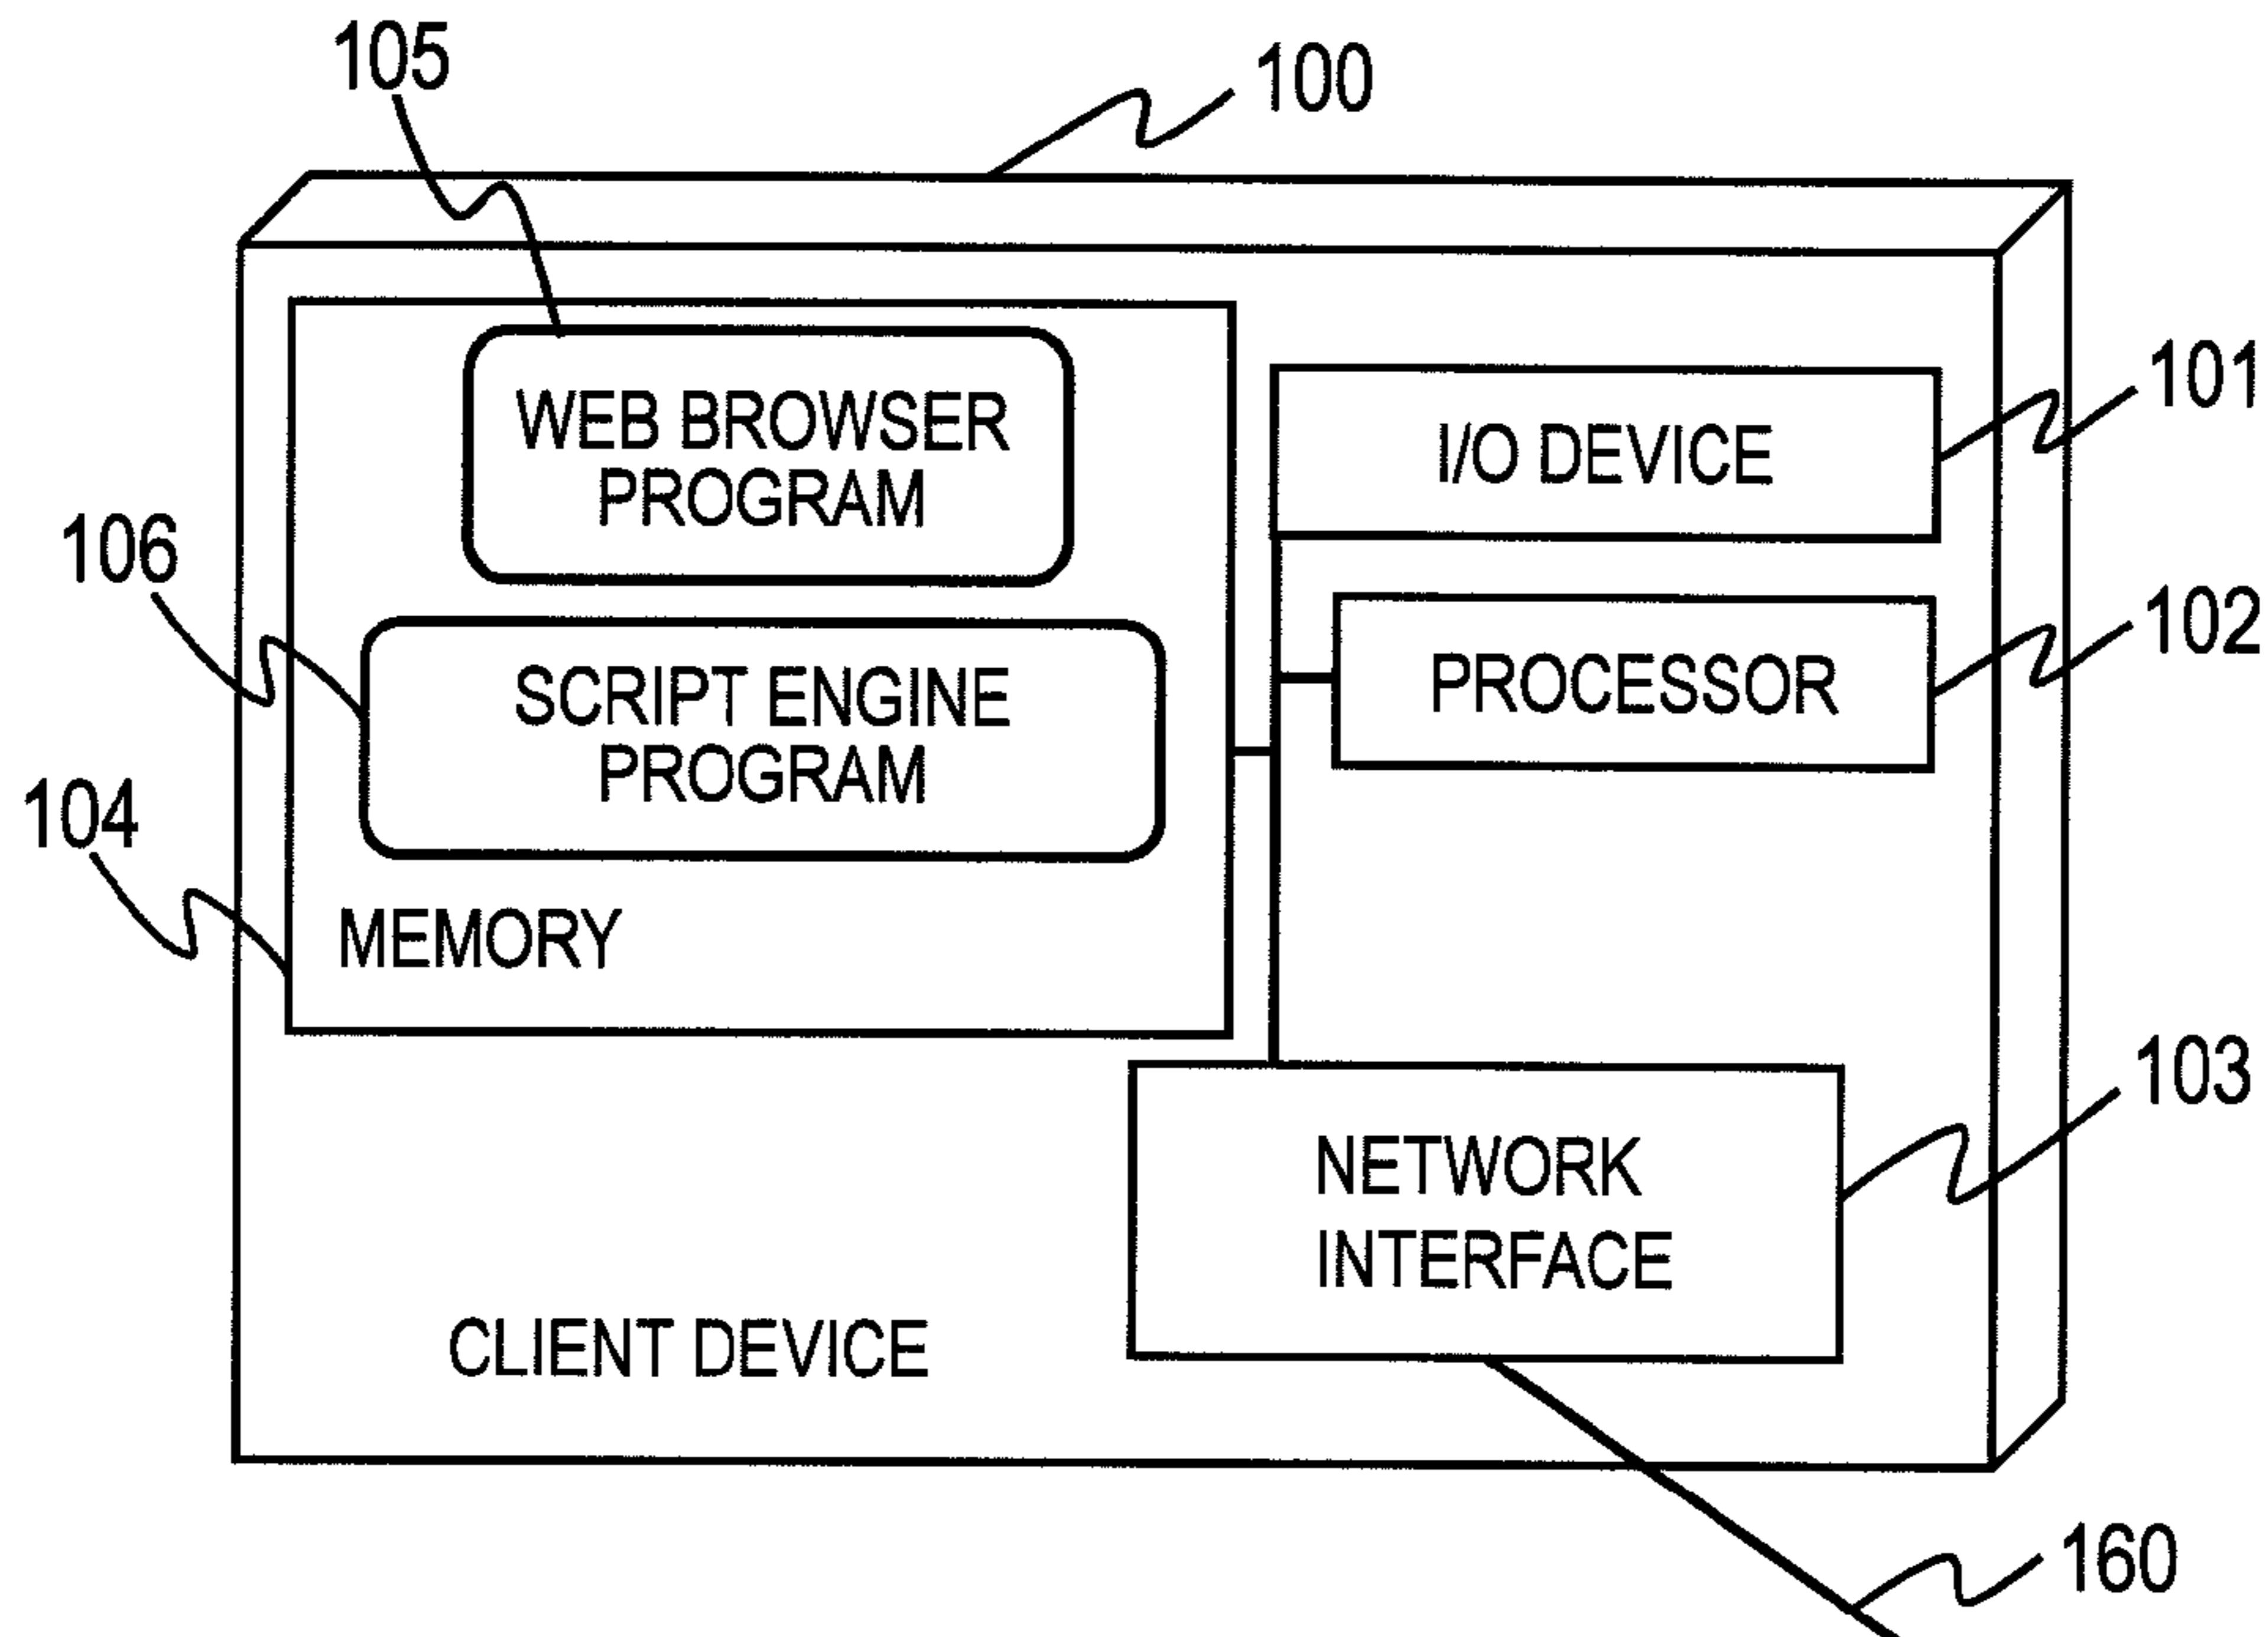 105
100
WEB BROWSER
PROGRAM
101
I/O DEVICE
106
102
SCRIPT ENGINE
PROGRAM
PROCESSOR
104
MEMORY
103
NETWORK
INTERFACE
CLIENT DEVICE
160